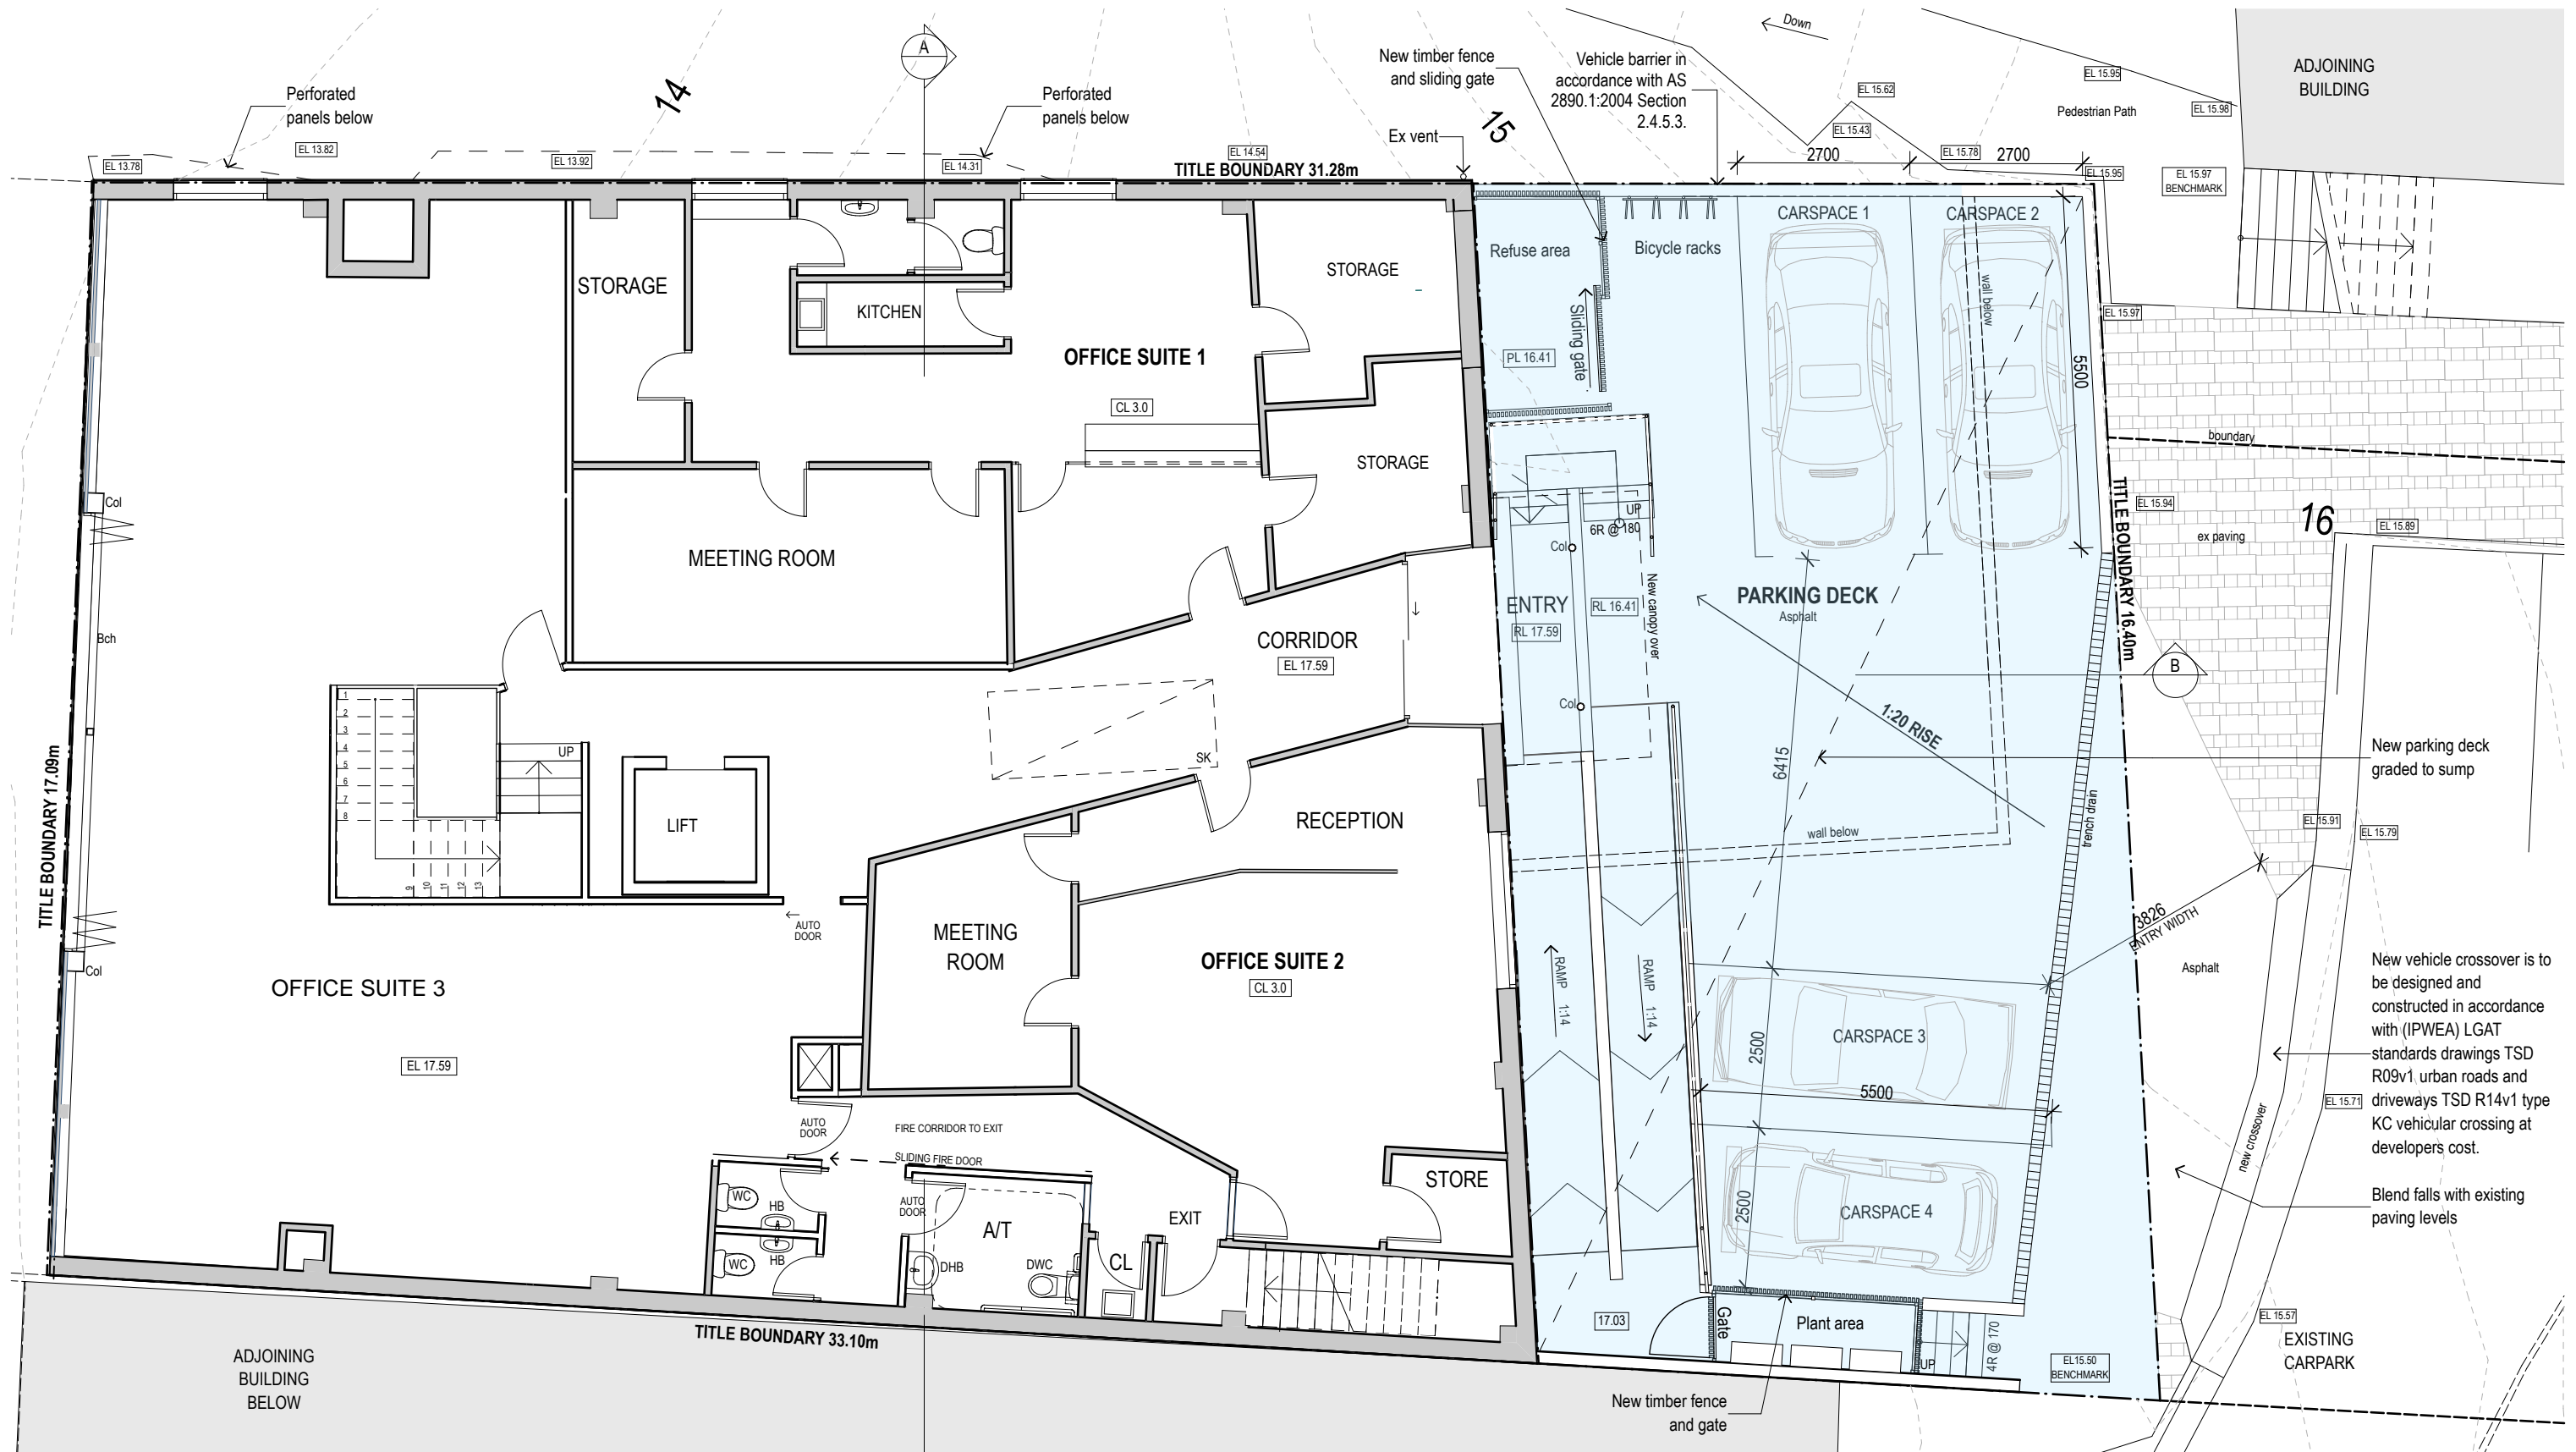 Down
A
New timber fence
and sliding gate
Vehicle barrier in
accordance with AS
2890.1:2004 Section
2.4.5.3.
ADJOINING
BUILDING
EL 15.95
EL 15.62
Perforated
panels below
14
Perforated
panels below
Pedestrian Path
EL 15.98
15
Ex vent
EL 15.43
EL 13.78
EL 13.82
EL 13.92
EL 14.31
EL 14.54
2700
EL 15.78
2700
TITLE BOUNDARY 31.28m
EL 15.95
EL 15.97
BENCHMARK
CARSPACE 1
CARSPACE 2
Refuse area
Bicycle racks
STORAGE
STORAGE
wall below
KITCHEN
Sliding gate
EL 15.97
OFFICE SUITE 1
PL 16.41
5500
CL 3.0
boundary
STORAGE
Col
UP
6R @ 180
TITLE BOUNDARY 16.40m
EL 15.94
16
EL 15.89
ex paving
MEETING ROOM
Col
New canopy over
ENTRY
RL 16.41
PARKING DECK
Asphalt
RL 17.59
Bch
CORRIDOR
EL 17.59
B
1
2
3
4
5
6
7
8
UP
SK
Col
1:20 RISE
TITLE BOUNDARY 17.09m
6415
New parking deck
graded to sump
LIFT
RECEPTION
wall below
trench drain
EL 15.91
EL 15.79
9
10
11
12
13
AUTO
DOOR
MEETING
ROOM
3826
ENTRY WIDTH
Col
OFFICE SUITE 2
CL 3.0
RAMP 1:14
RAMP 1:14
Asphalt
OFFICE SUITE 3
New vehicle crossover is to
be designed and
constructed in accordance
with (IPWEA) LGAT
standards drawings TSD
R09v1 urban roads and
driveways TSD R14v1 type
KC vehicular crossing at
developers cost.
CARSPACE 3
2500
EL 17.59
5500
EL 15.71
AUTO
DOOR
FIRE CORRIDOR TO EXIT
new crossover
SLIDING FIRE DOOR
STORE
WC
HB
AUTO
DOOR
A/T
EXIT
2500
CARSPACE 4
Blend falls with existing
paving levels
WC
HB
DHB
DWC
CL
17.03
Gate
Plant area
UP
4R @ 170
EL 15.57
EXISTING
CARPARK
TITLE BOUNDARY 33.10m
EL15.50
BENCHMARK
ADJOINING
BUILDING
BELOW
New timber fence
and gate